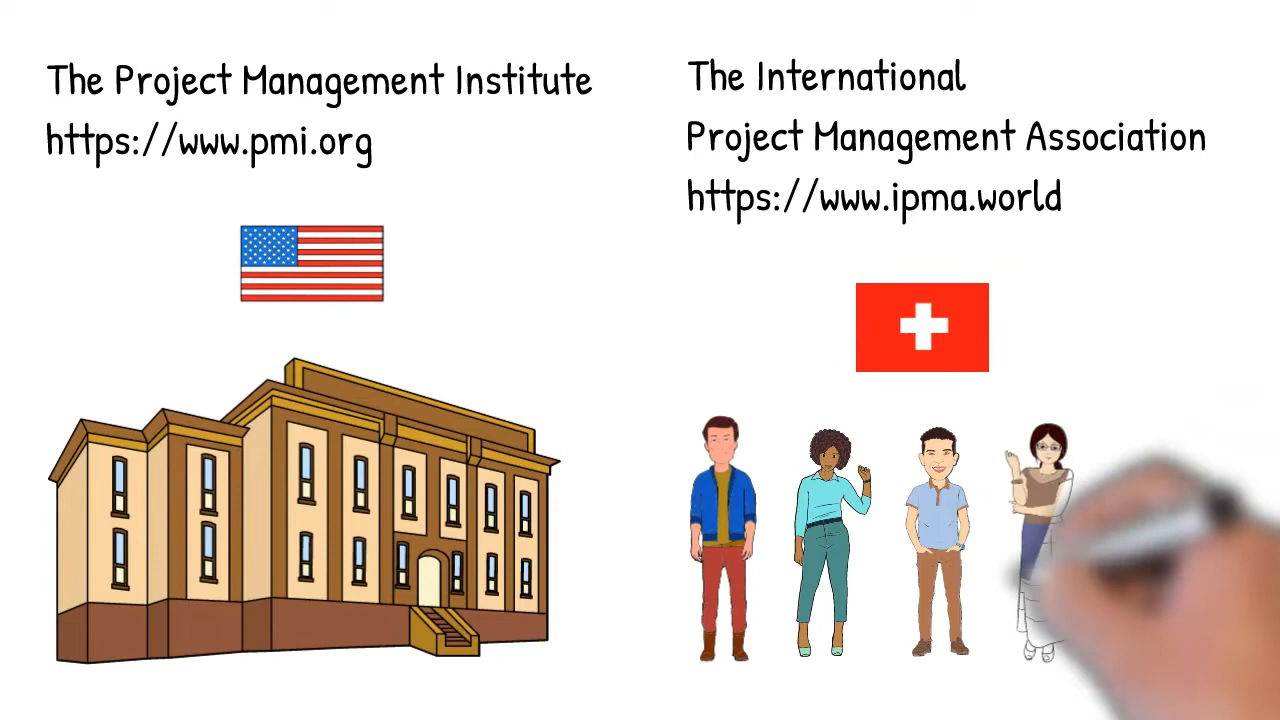 The Project Management Institute
https://www.pmi.org
The International
Project Management Association
https://www.ipma.world